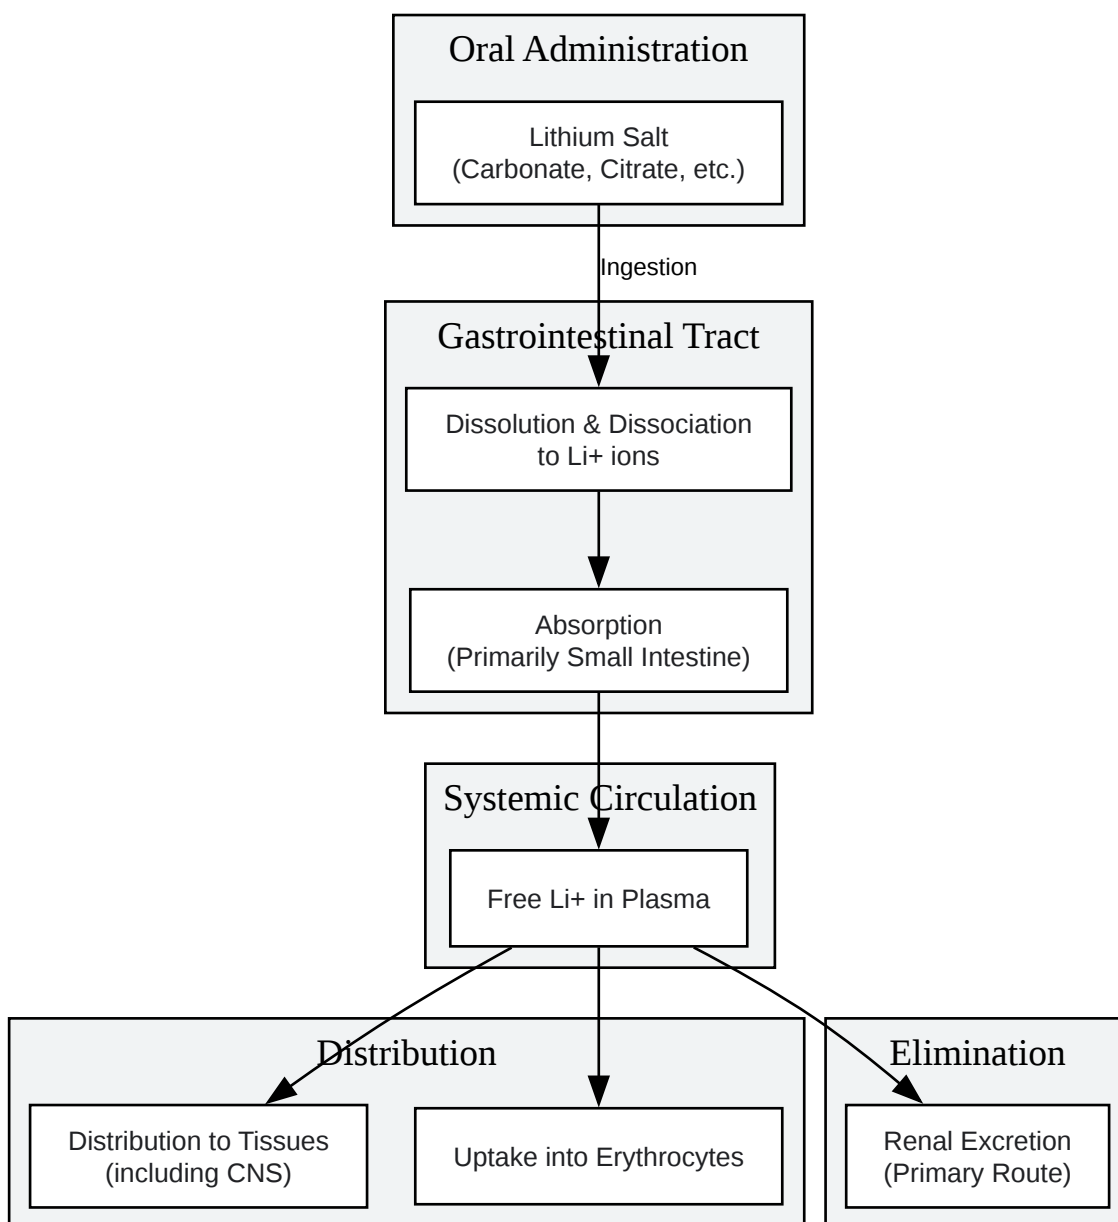 Oral Administration
Lithium Salt
(Carbonate, Citrate, etc.)
Ingestion
Gastrointestinal Tract
Dissolution & Dissociation
to Li+ ions
Absorption
(Primarily Small Intestine)
Systemic Circulation
Free Li+ in Plasma
Distribution
Distribution to Tissues
(including CNS)
Uptake into Erythrocytes
Elimination
Renal Excretion
(Primary Route)